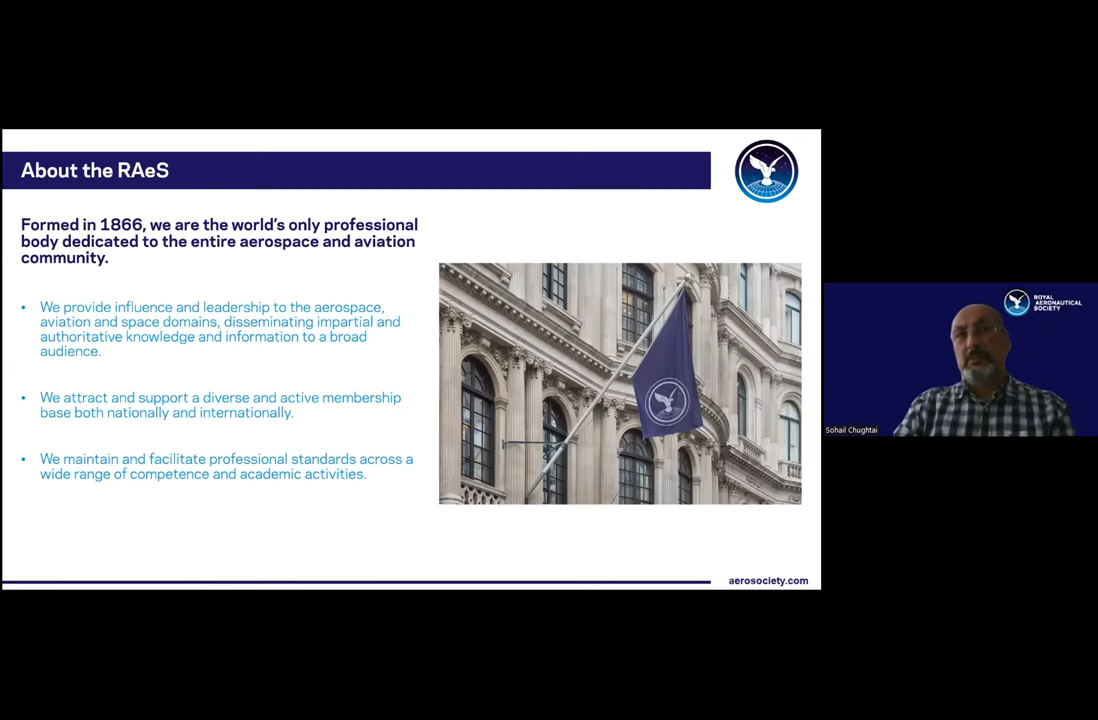 About the RAeS
Formed in 1866, we are the world's only professional
body dedicated to the entire aerospace and aviation
community.
• We provide influence and leadership to the aerospace,
aviation and space domains, disseminating impartial and
authoritative knowledge and information to a broad
audience.
• We attract and support a diverse and active membership
base both nationally and internationally.
• We maintain and facilitate professional standards across a
wide range of competence and academic activities.
aerosociety.com
ROYAL
AERONAUTICAL
SOCIETY
Sohail Chughtai